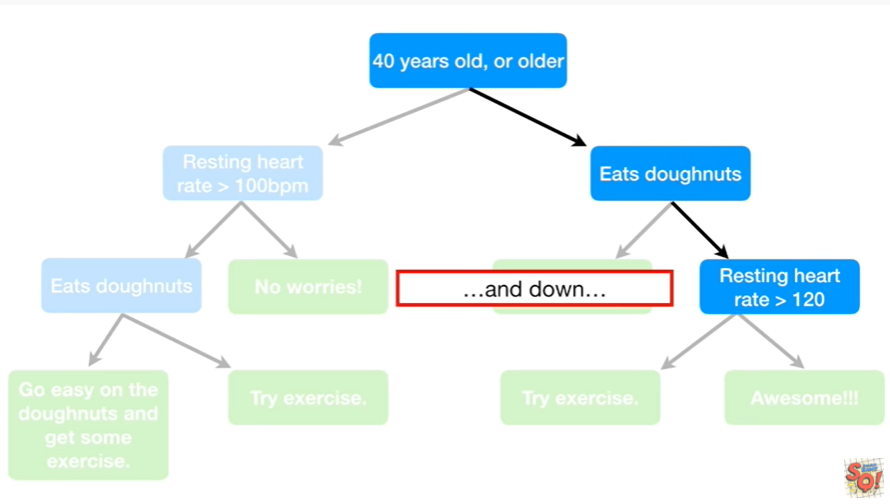 40 years old, or older
Resting heart
rate > 100bpm
Eats doughnuts
Eats doughnuts
No worries!
...and down...
Resting heart
rate > 120
Go easy on the
doughnuts and
get some
exercise.
Try exercise.
Try exercise.
Awesome!!!
SQ!